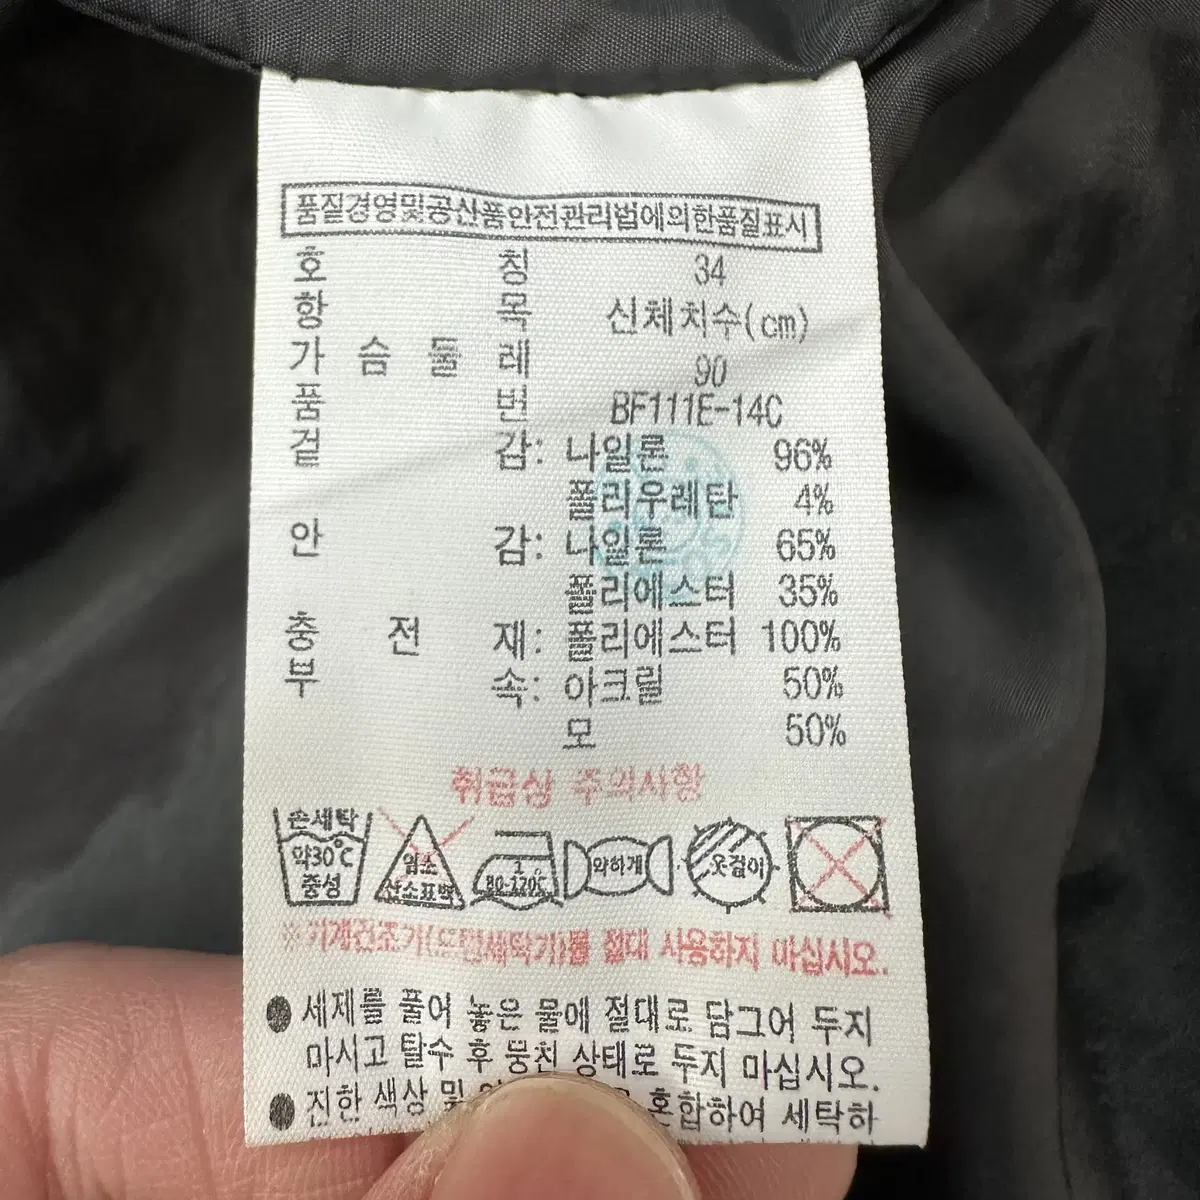 품질경영및공산품안전관리법에의한품질표시
호 칭 34
항 목 신체치수(cm)
가 슴 둘 레 90
품 번 BF111E-14C
겉 감: 나일론 96%
폴리우레탄 4%
안 감: 나일론 65%
폴리에스터 35%
충 전 재: 폴리에스터 100%
부 속: 아크릴 50%
모 50%
취급상 주의사항
손세탁
약30℃
중성
염소
산소표백
1
80-120℃
약하게
옷걸이
※기계건조기(드럼세탁기)를 절대 사용하지 마십시오.
● 세제를 풀어 놓은 물에 절대로 담그어 두지
마시고 탈수 후 뭉친 상태로 두지 마십시오.
● 진한 색상 및 혼합하여 세탁하